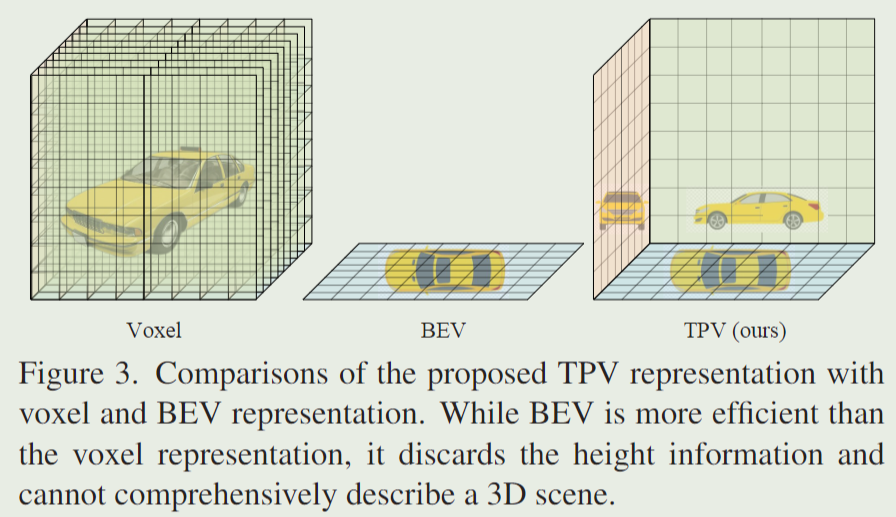 Voxel BEV TPV (ours)
Figure 3. Comparisons of the proposed TPV representation with
voxel and BEV representation. While BEV is more efficient than
the voxel representation, it discards the height information and
cannot comprehensively describe a 3D scene.